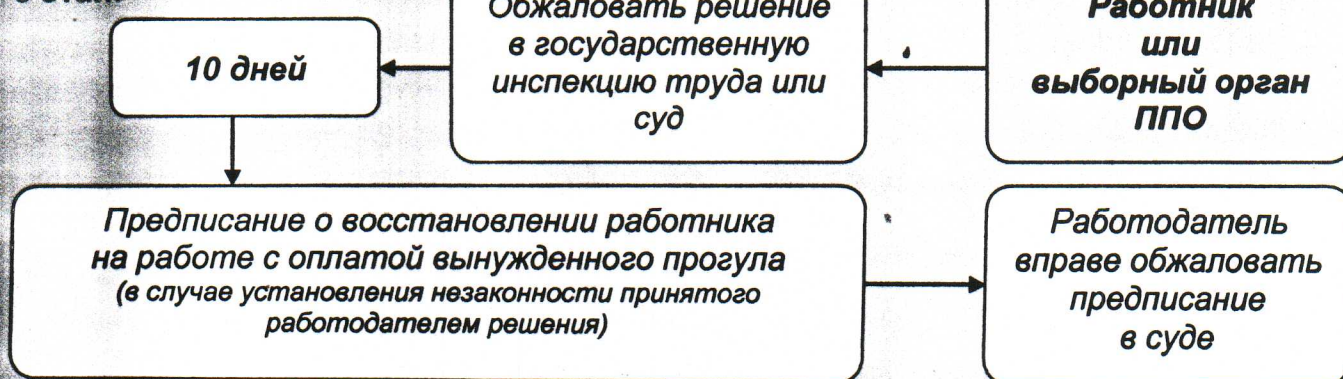 Обжаловать решение
в государственную
инспекцию труда или
суд
Работник
или
выборный орган
ППО
10 дней
Предписание о восстановлении работника
на работе с оплатой вынужденного прогула
(в случае установления незаконности принятого
работодателем решения)
Работодатель
вправе обжаловать
предписание
в суде